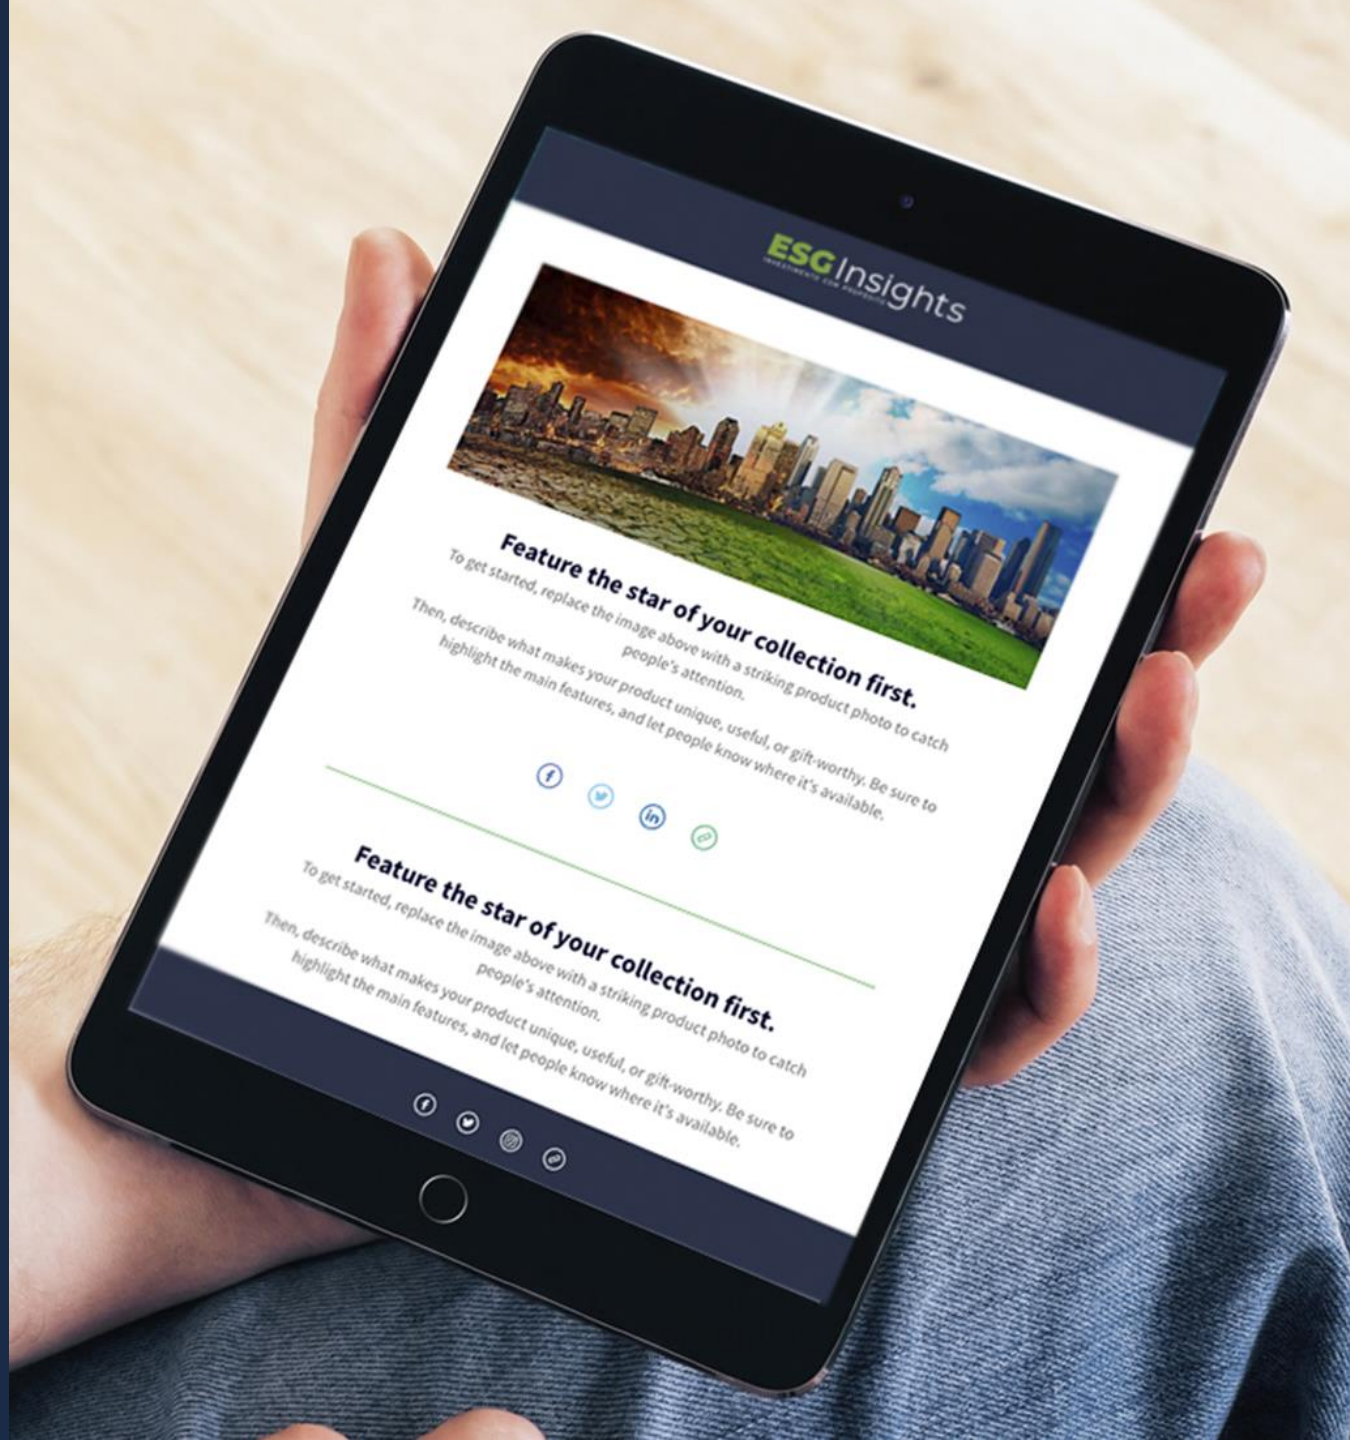 ESG Insights
INVESTIMENTO COM PROPÓSITO
Feature the star of your collection first.
To get started, replace the image above with a striking product photo to catch
people's attention.
Then, describe what makes your product unique, useful, or gift-worthy. Be sure to
highlight the main features, and let people know where it's available.
Feature the star of your collection first.
To get started, replace the image above with a striking product photo to catch
people's attention.
Then, describe what makes your product unique, useful, or gift-worthy. Be sure to
highlight the main features, and let people know where it's available.